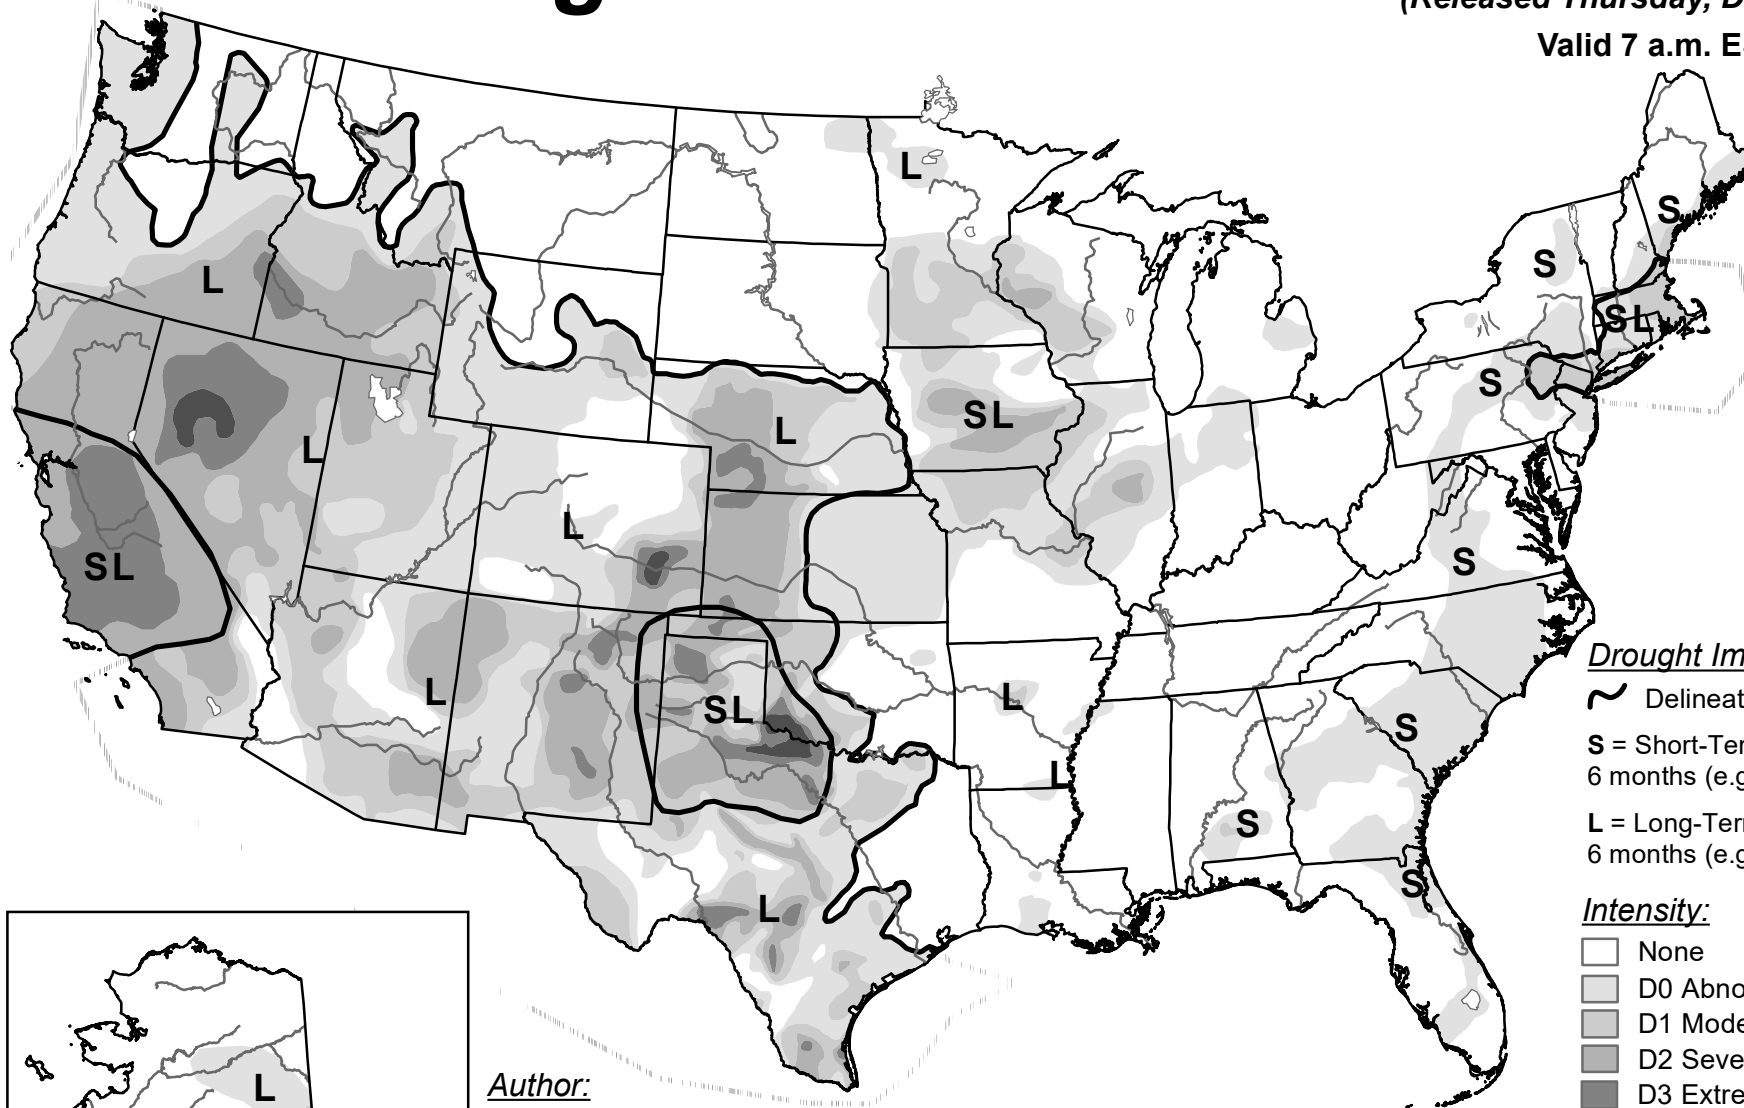 (Released Thursday, D
Valid 7 a.m. E
L
S
L
S
SL
L
S
L
SL
L
L
S
SL
L
L
SL
S
L
S
L
S
L
Drought Im
Delineat
S = Short-Ter
6 months (e.g
L = Long-Terr
6 months (e.g
Intensity:
None
D0 Abno
D1 Mode
D2 Seve
D3 Extre
Author: